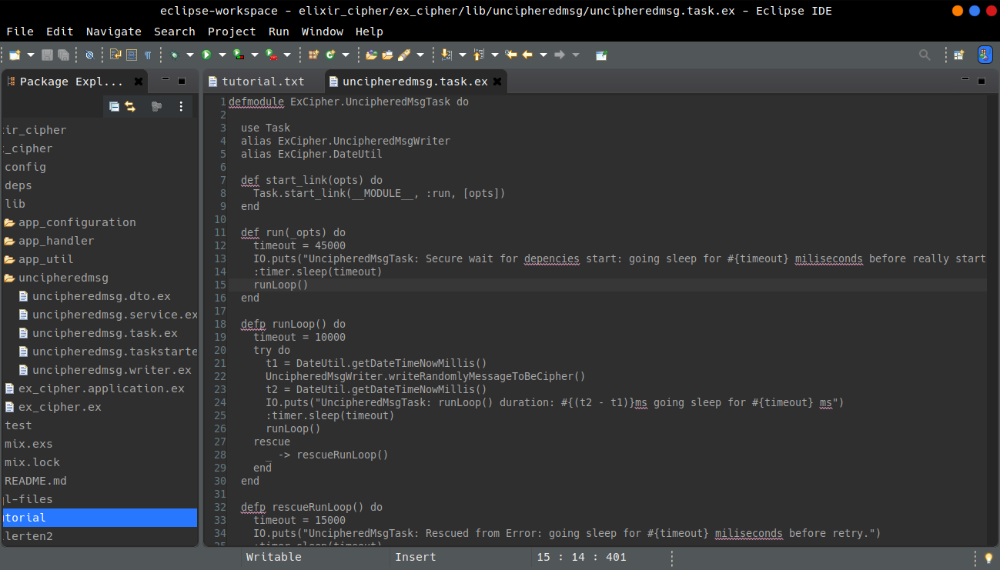 eclipse-workspace - elixir_cipher/ex_cipher/lib/uncipheredmsg/uncipheredmsg.task.ex - Eclipse IDE
File Edit Navigate Search Project Run Window Help
Package Expl...
tutorial.txt
uncipheredmsg.task.ex
ir_cipher
_cipher
config
deps
lib
app_configuration
app_handler
app_util
uncipheredmsg
uncipheredmsg.dto.ex
uncipheredmsg.service.ex
uncipheredmsg.task.ex
uncipheredmsg.taskstarte
uncipheredmsg.writer.ex
ex_cipher.application.ex
ex_cipher.ex
test
mix.exs
mix.lock
README.md
l-files
torial
lerten2
1 defmodule ExCipher.UncipheredMsgTask do
2
3 use Task
4 alias ExCipher.UncipheredMsgWriter
5 alias ExCipher.DateUtil
6
7 def start_link(opts) do
8 Task.start_link(__MODULE__, :run, [opts])
9 end
10
11 def run(_opts) do
12 timeout = 45000
13 IO.puts("UncipheredMsgTask: Secure wait for depencies start: going sleep for #{timeout} miliseconds before really start
14 :timer.sleep(timeout)
15 runLoop()
16 end
17
18 defp runLoop() do
19 timeout = 10000
20 try do
21 t1 = DateUtil.getDateTimeNowMillis()
22 UncipheredMsgWriter.writeRandomlyMessageToBeCipher()
23 t2 = DateUtil.getDateTimeNowMillis()
24 IO.puts("UncipheredMsgTask: runLoop() duration: #{(t2 - t1)}ms going sleep for #{timeout} ms")
25 :timer.sleep(timeout)
26 runLoop()
27 rescue
28 _ -> rescueRunLoop()
29 end
30 end
31
32 defp rescueRunLoop() do
33 timeout = 15000
34 IO.puts("UncipheredMsgTask: Rescued from Error: going sleep for #{timeout} miliseconds before retry.")
35 :timer.sleep(timeout)
Writable Insert 15 : 14 : 401